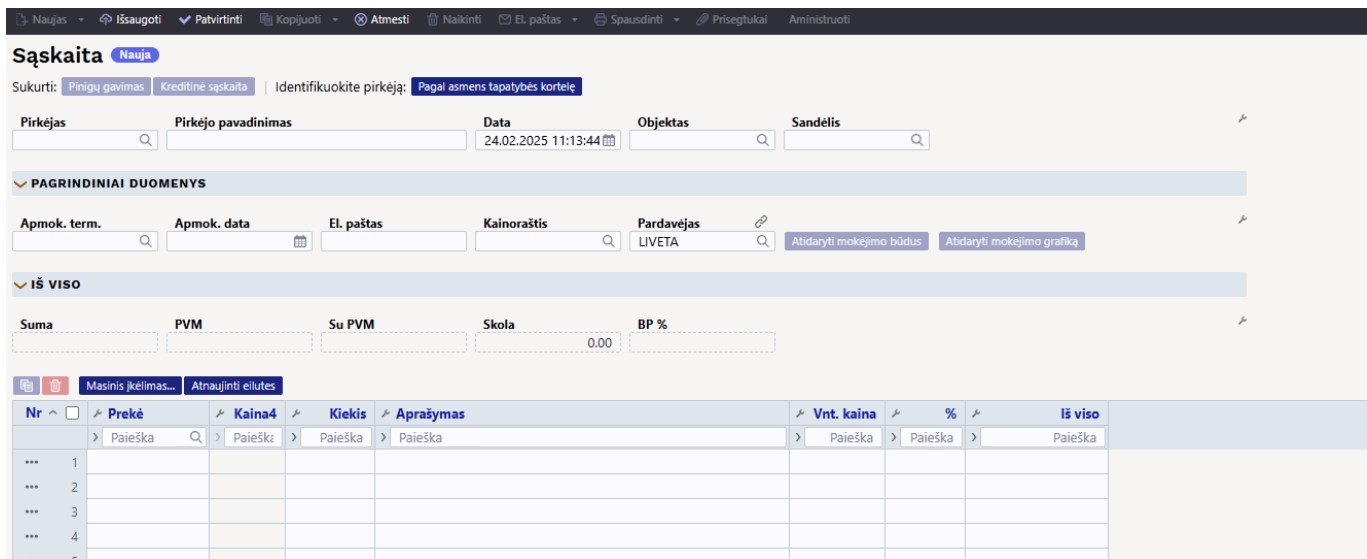 Naujas Išsaugoti Patvirtinti Kopijuoti Atmesti Naikinti El. paštas Spausdinti Prisegtukai Aministruoti
Sąskaita Nauja
Sukurti: Pinigų gavimas Kreditinė sąskaita | Identifikuokite pirkėją: Pagal asmens tapatybės kortelę
Pirkėjas Pirkėjo pavadinimas Data Objektas Sandėlis
24.02.2025 11:13:44
PAGRINDINIAI DUOMENYS
Apmok. term. Apmok. data El. paštas Kainoraštis Pardavėjas
LIVETA Atidaryti mokėjimo būdus Atidaryti mokėjimo grafiką
IŠ VISO
Suma PVM Su PVM Skola BP %
0.00
Masinis įkėlimas... Atnaujinti eilutes
Nr Prekė Kaina4 Kiekis Aprašymas Vnt. kaina % Iš viso
Paieška Paieška Paieška Paieška Paieška Paieška Paieška
1
2
3
4
5